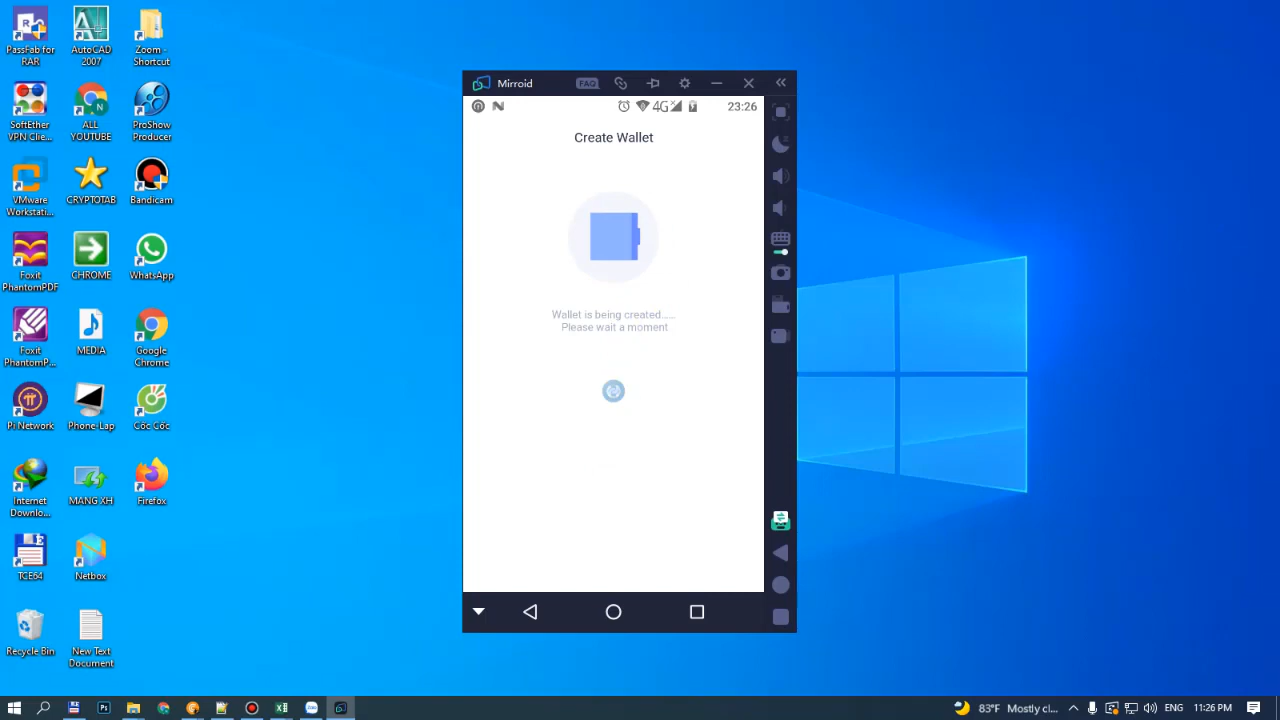 PassFab for
RAR
AutoCAD
2007
Zoom -
Shortcut
SoftEther
VPN Clie...
ALL
YOUTUBE
ProShow
Producer
VMware
Workstati...
CRYPTOTAB
Bandicam
Foxit
PhantomPDF
CHROME
WhatsApp
Foxit
PhantomP...
MEDIA
Google
Chrome
Pi Network
Phone-Lap
Cốc Cốc
Internet
Downlo...
MANG XH
Firefox
TCE64
Netbox
Recycle Bin
New Text
Document
Mirroid
FAQ
4G
23:26
Create Wallet
Wallet is being created......
Please wait a moment
83°F Mostly cl...
ENG
11:26 PM